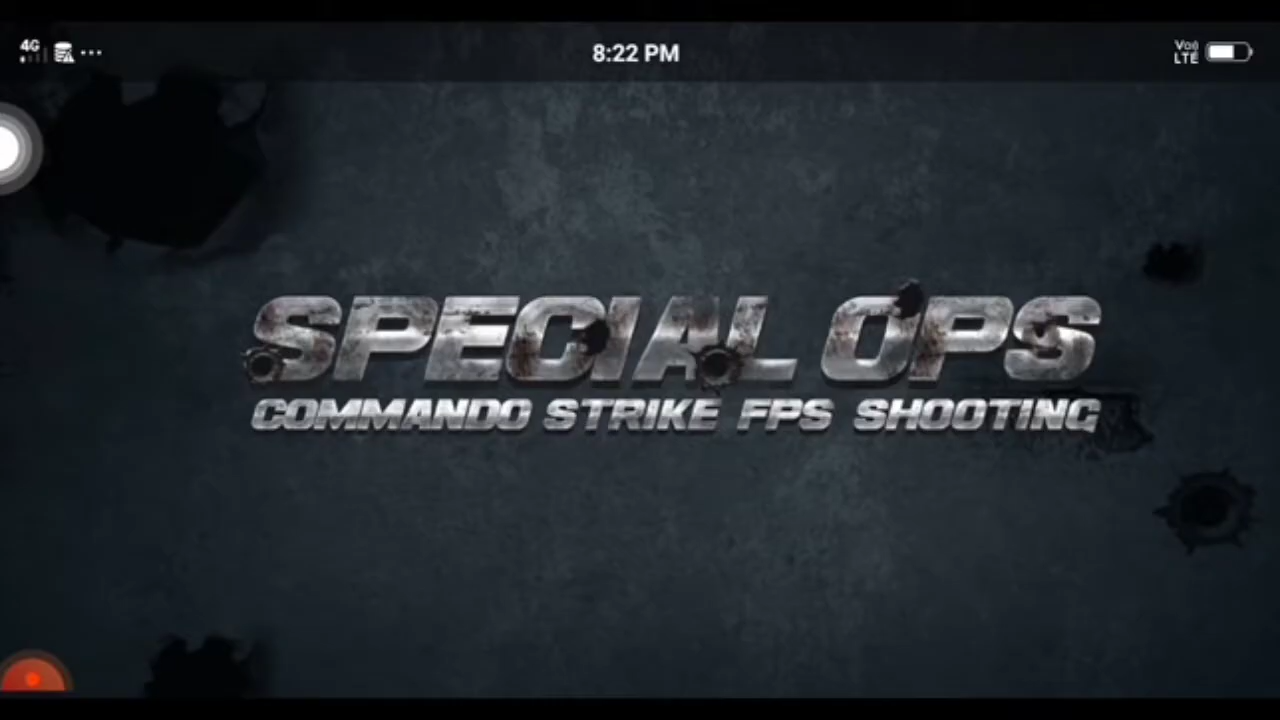 4G
8:22 PM
Vo)) LTE
SPECIAL OPS
COMMANDO STRIKE FPS SHOOTING